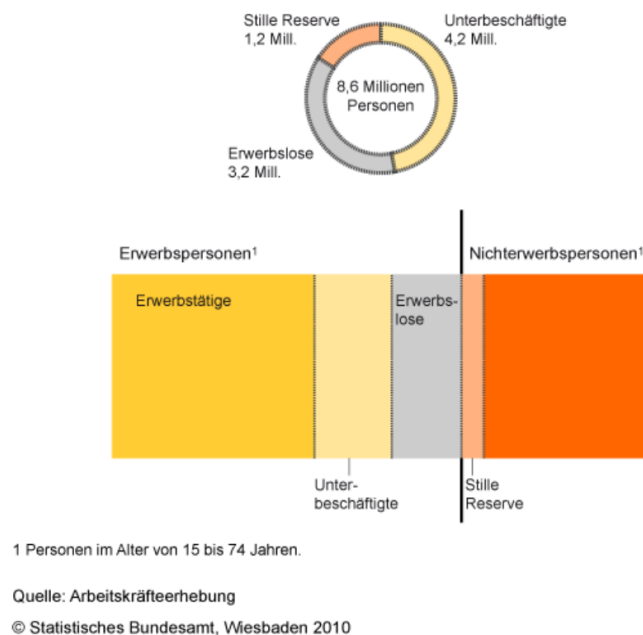 Stille Reserve
1,2 Mill.
Unterbeschäftigte
4,2 Mill.
8,6 Millionen
Personen
Erwerbslose
3,2 Mill.
Erwerbspersonen¹
Nichterwerbspersonen¹
Erwerbstätige
Erwerbs-
lose
Unter-
beschäftigte
Stille
Reserve
1 Personen im Alter von 15 bis 74 Jahren.
Quelle: Arbeitskräfteerhebung
© Statistisches Bundesamt, Wiesbaden 2010